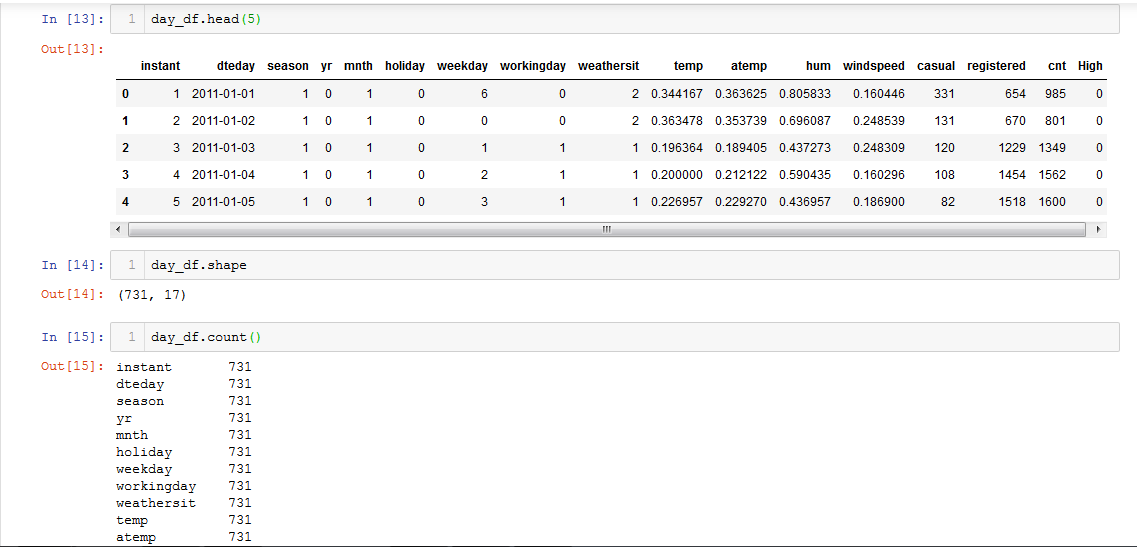 In [13]: 1 day_df.head(5)
Out[13]:
instant dteday season yr mnth holiday weekday workingday weathersit temp atemp hum windspeed casual registered cnt High
0 1 2011-01-01 1 0 1 0 6 0 2 0.344167 0.363625 0.805833 0.160446 331 654 985 0
1 2 2011-01-02 1 0 1 0 0 0 2 0.363478 0.353739 0.696087 0.248539 131 670 801 0
2 3 2011-01-03 1 0 1 0 1 1 1 0.196364 0.189405 0.437273 0.248309 120 1229 1349 0
3 4 2011-01-04 1 0 1 0 2 1 1 0.200000 0.212122 0.590435 0.160296 108 1454 1562 0
4 5 2011-01-05 1 0 1 0 3 1 1 0.226957 0.229270 0.436957 0.186900 82 1518 1600 0
In [14]: 1 day_df.shape
Out[14]: (731, 17)
In [15]: 1 day_df.count()
Out[15]: instant 731
dteday 731
season 731
yr 731
mnth 731
holiday 731
weekday 731
workingday 731
weathersit 731
temp 731
atemp 731